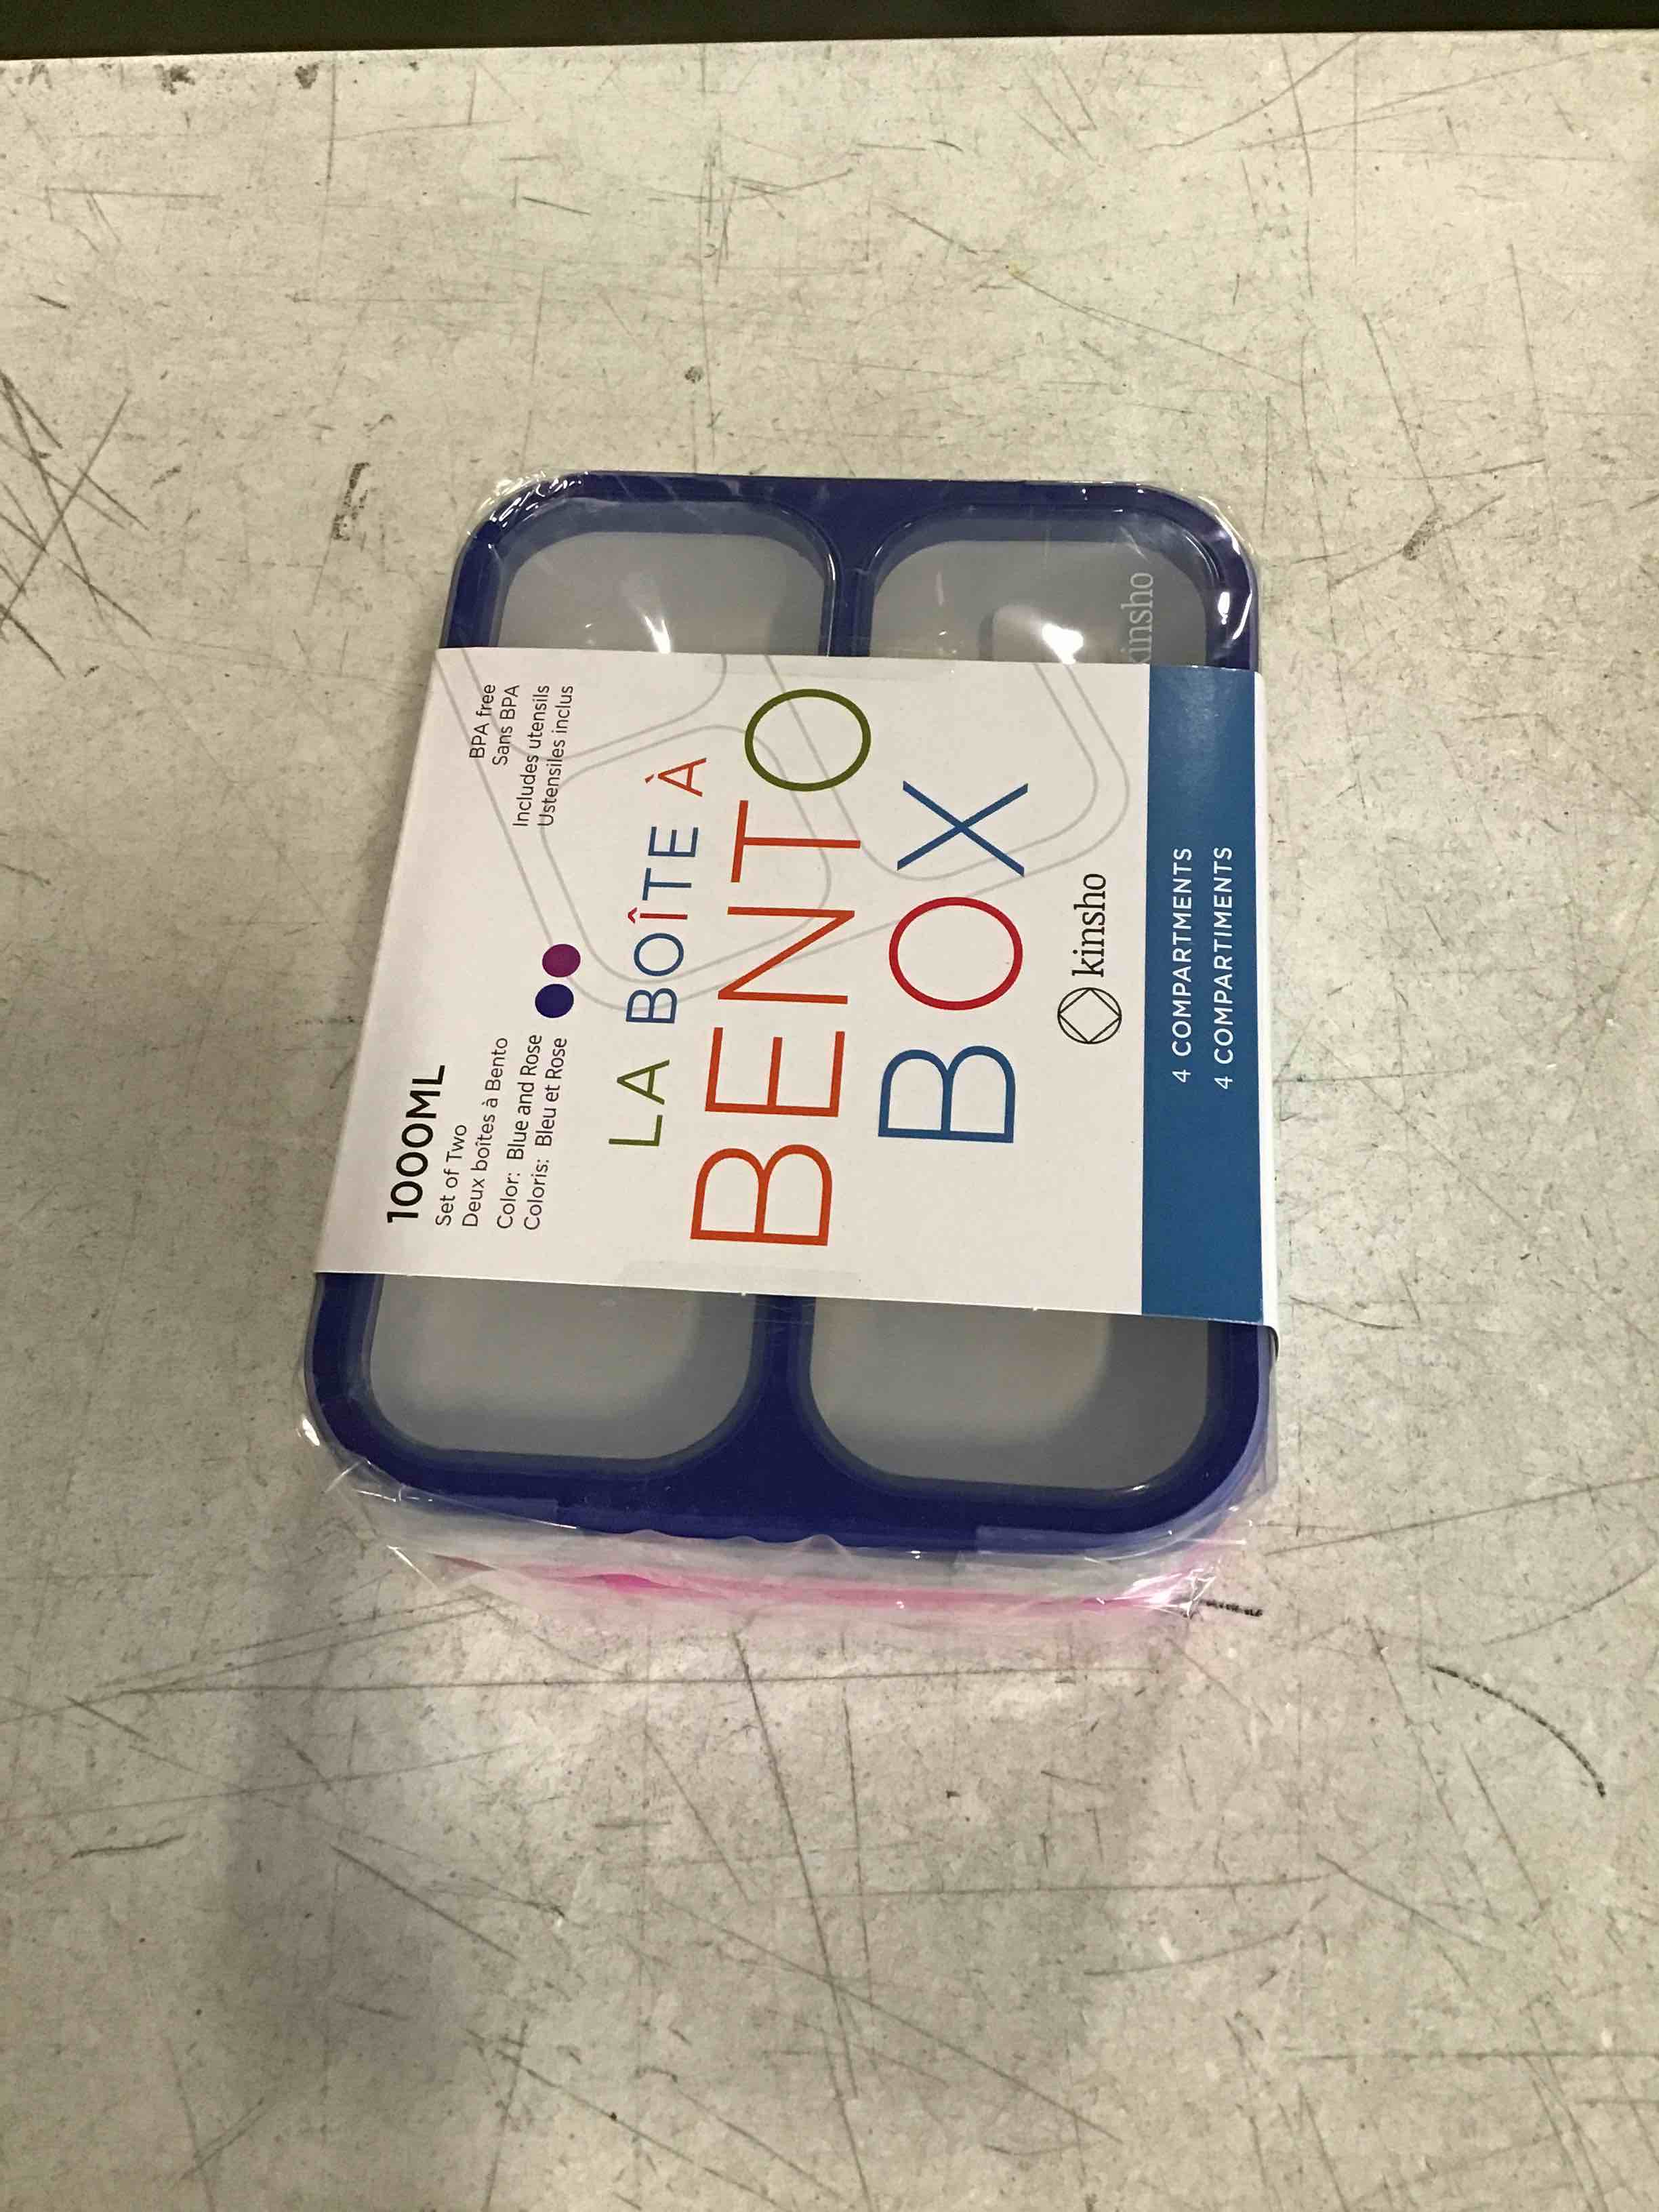 1000ML
Set of Two
Deux boîtes à Bento
Color: Blue and Rose
Coloris: Bleu et Rose
BPA free
Sans BPA
Includes utensils
Ustensiles inclus
LA BOÎTE À
BENTO
BOX
kinsho
4 COMPARTMENTS
4 COMPARTIMENTS
kinsho